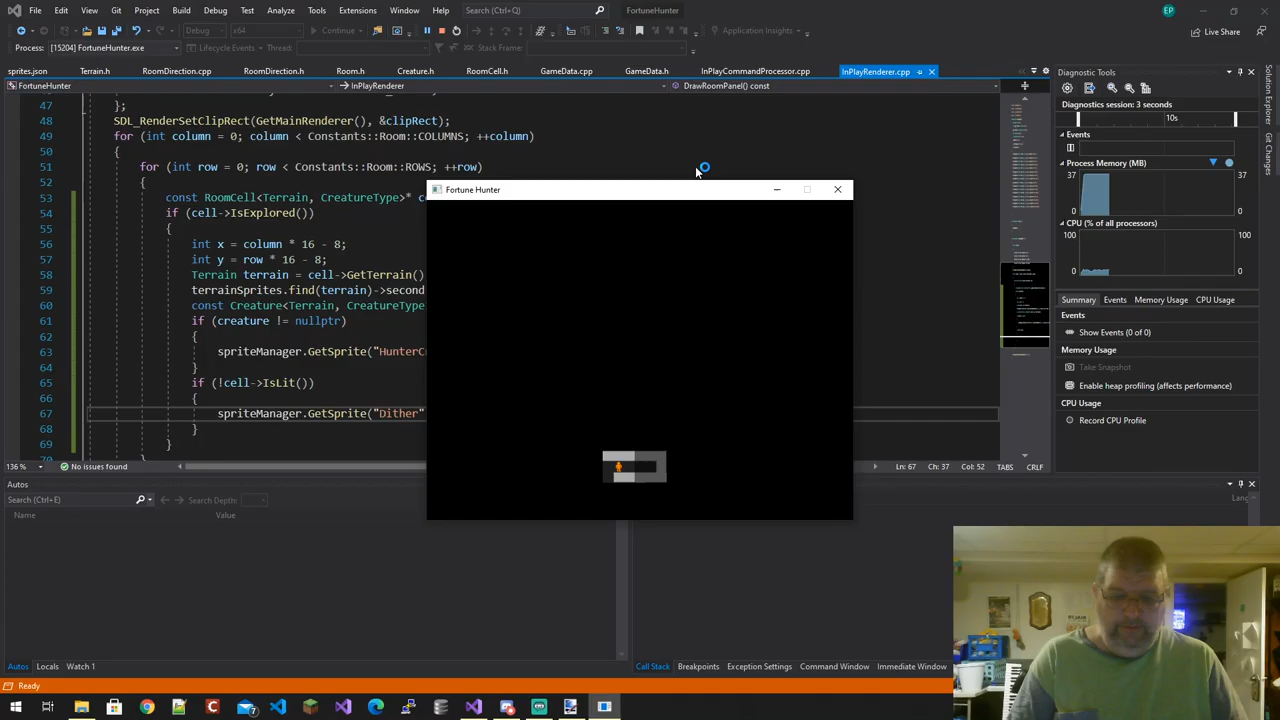 File Edit View Git Project Build Debug Test Analyze Tools Extensions Window Help Search (Ctrl+Q) FortuneHunter EP
Debug x64 Continue Application Insights Live Share
Process: [15204] FortuneHunter.exe Lifecycle Events Thread: Stack Frame:
sprites.json Terrain.h RoomDirection.cpp RoomDirection.h Room.h Creature.h RoomCell.h GameData.cpp GameData.h InPlayCommandProcessor.cpp InPlayRenderer.cpp
FortuneHunter InPlayRenderer DrawRoomPanel() const
47 };
48 SDL_RenderSetClipRect(GetMainRenderer(), &clipRect);
49 for (int column = 0; column < Constants::Room::COLUMNS; ++column)
50 {
51 for (int row = 0; row < Constants::Room::ROWS; ++row)
52 {
53 const RoomCell<Terrain, CreatureType>*
54 if (cell->IsExplored())
55 {
56 int x = column * 16 - 8;
57 int y = row * 16 - 8;
58 Terrain terrain = cell->GetTerrain()
59 terrainSprites.find(terrain)->second
60 const Creature<Terrain, CreatureType
61 if (creature != nullptr)
62 {
63 spriteManager.GetSprite("HunterC
64 }
65 if (!cell->IsLit())
66 {
67 spriteManager.GetSprite("Dither"
68 }
69 }
136 % No issues found Ln: 67 Ch: 37 Col: 52 TABS CRLF
Fortune Hunter
Diagnostic Tools
Diagnostics session: 3 seconds
10s
Events
Process Memory (MB)
37 37
0 0
CPU (% of all processors)
100 100
0 0
Summary Events Memory Usage CPU Usage
Events
Show Events (0 of 0)
Memory Usage
Take Snapshot
Enable heap profiling (affects performance)
CPU Usage
Record CPU Profile
Solution Explorer
Git Changes
Autos
Search (Ctrl+E) Search Depth:
Name Value
Lang
Autos Locals Watch 1
Call Stack Breakpoints Exception Settings Command Window Immediate Window
Ready